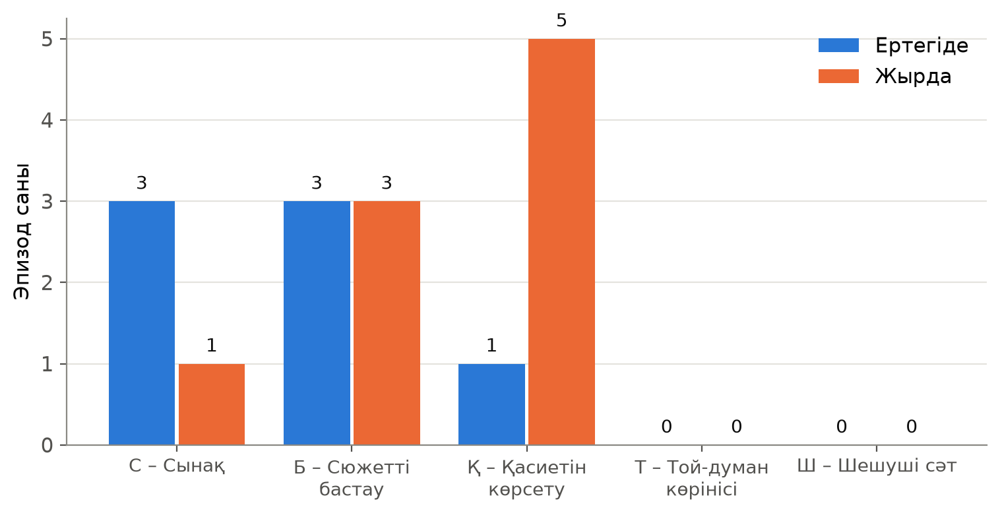 Эпизод саны
5
4
3
2
1
0
3
1
3
3
1
5
0
0
0
0
Ертегіде
Жырда
С – Сынақ
Б – Сюжетті
бастау
Қ – Қасиетін
көрсету
Т – Той-думан
көрінісі
Ш – Шешуші сәт